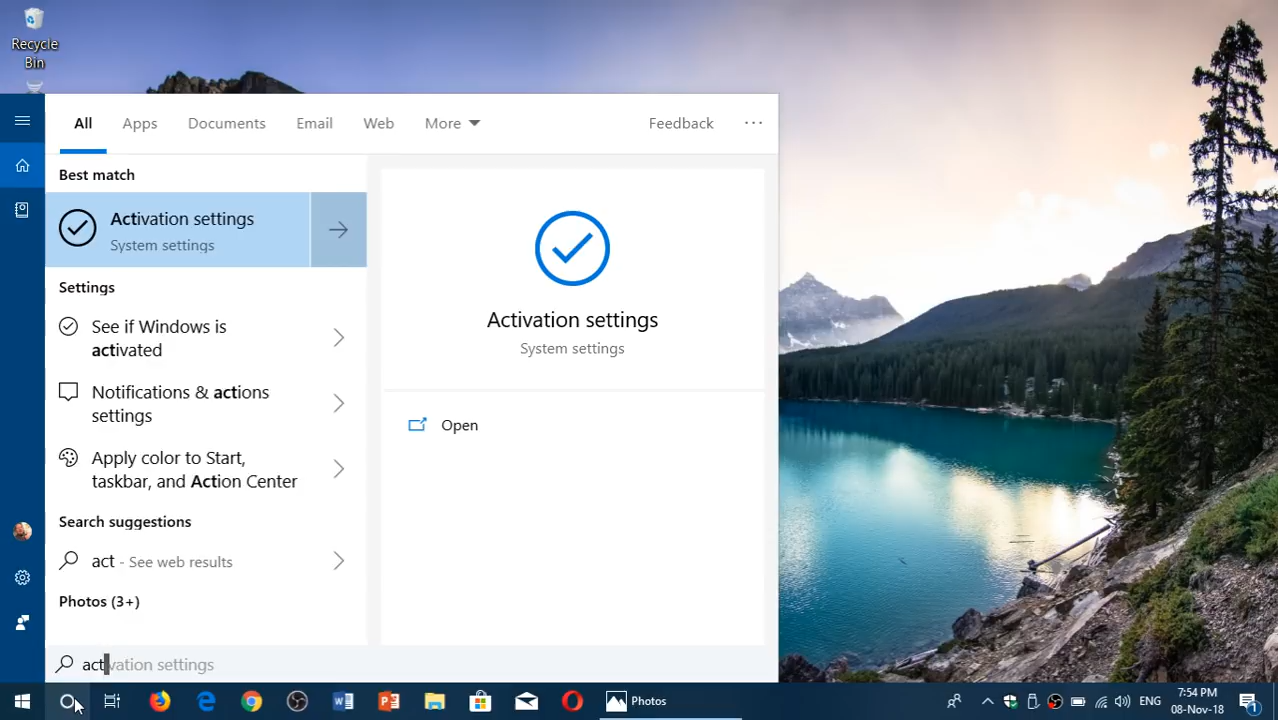 Recycle
Bin
All Apps Documents Email Web More Feedback ...
Best match
Activation settings
System settings
Settings
See if Windows is
activated
Notifications & actions
settings
Apply color to Start,
taskbar, and Action Center
Search suggestions
act - See web results
Photos (3+)
activation settings
Activation settings
System settings
Open
Photos
ENG
7:54 PM
08-Nov-18
1